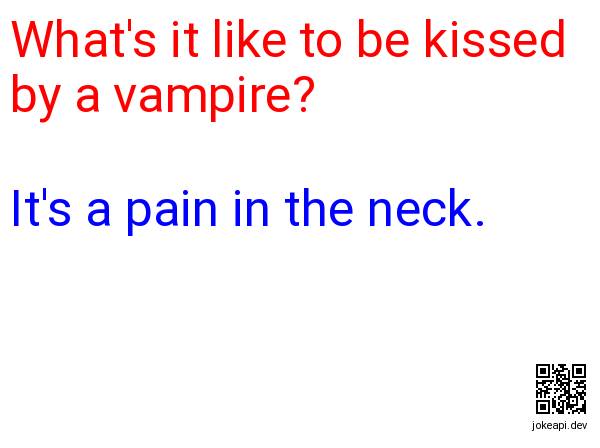 What's it like to be kissed
by a vampire?
It's a pain in the neck.
jokeapi.dev